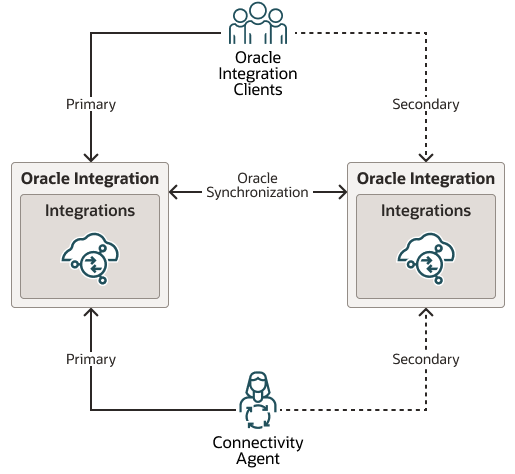 Oracle
Integration
Clients
Primary
Secondary
Oracle Integration
Integrations
Oracle
Synchronization
Oracle Integration
Integrations
Primary
Secondary
Connectivity
Agent